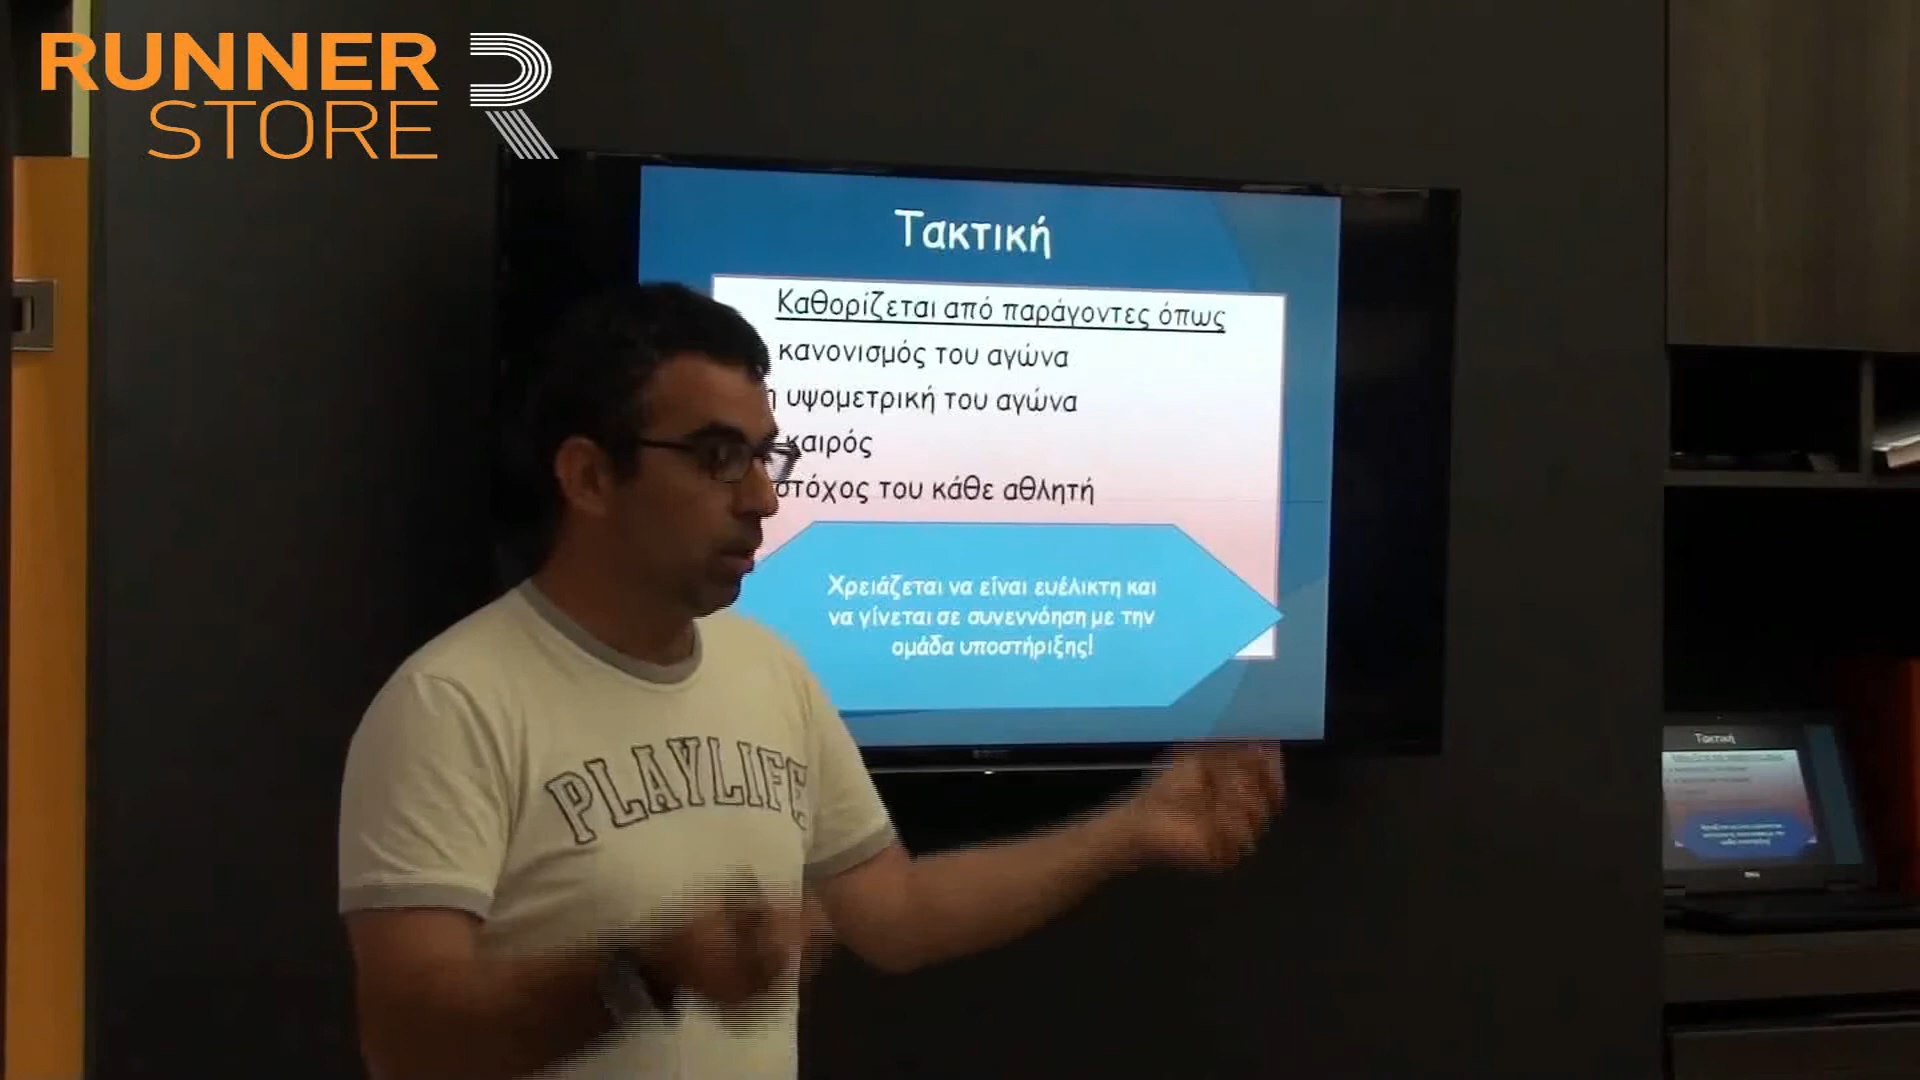 RUNNER
STORE
Τακτική
Καθορίζεται από παράγοντες όπως
κανονισμός του αγώνα
η υψομετρική του αγώνα
καιρός
στόχος του κάθε αθλητή
Χρειάζεται να είναι ευέλικτη και
να γίνεται σε συνεννόηση με την
ομάδα υποστήριξης!
PLAYLIFE
Τακτική